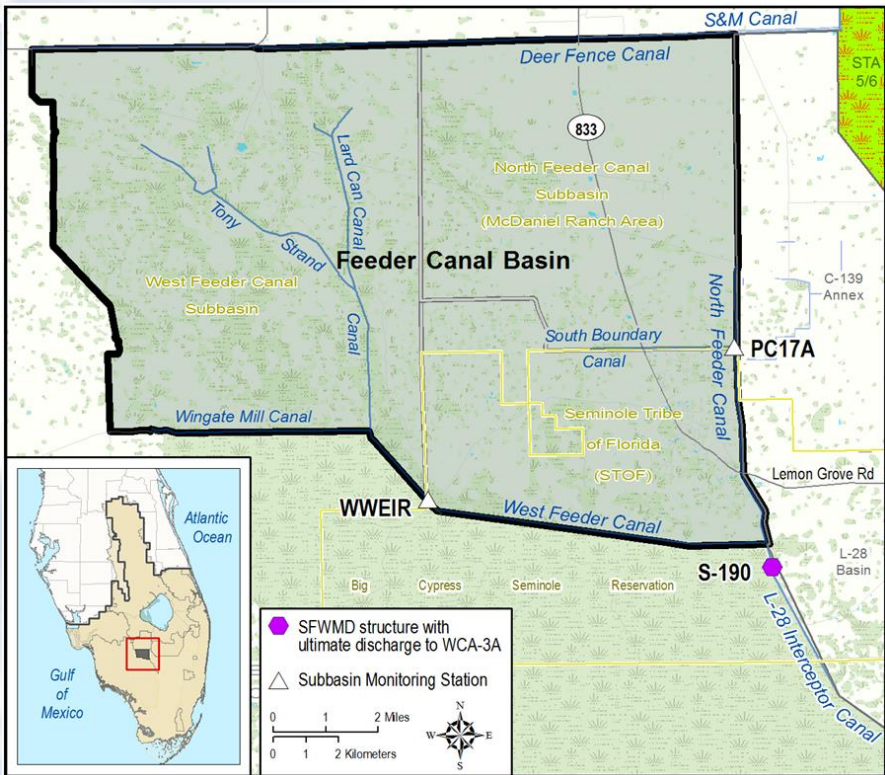 S&M Canal
Deer Fence Canal
STA
5/6
833
Lard Can Canal
North Feeder Canal
Subbasin
(McDaniel Ranch Area)
Tony
Strand
Canal
Feeder Canal Basin
West Feeder Canal
Subbasin
C-139
Annex
North Feeder Canal
South Boundary
Canal
PC17A
Wingate Mill Canal
Seminole Tribe
of Florida
(STOF)
Lemon Grove Rd
WWEIR
West Feeder Canal
S-190
L-28
Basin
Big Cypress Seminole Reservation
L-28 Interceptor Canal
Atlantic
Ocean
Gulf
of
Mexico
SFWMD structure with
ultimate discharge to WCA-3A
Subbasin Monitoring Station
0 1 2 Miles
0 1 2 Kilometers
N
W E
S